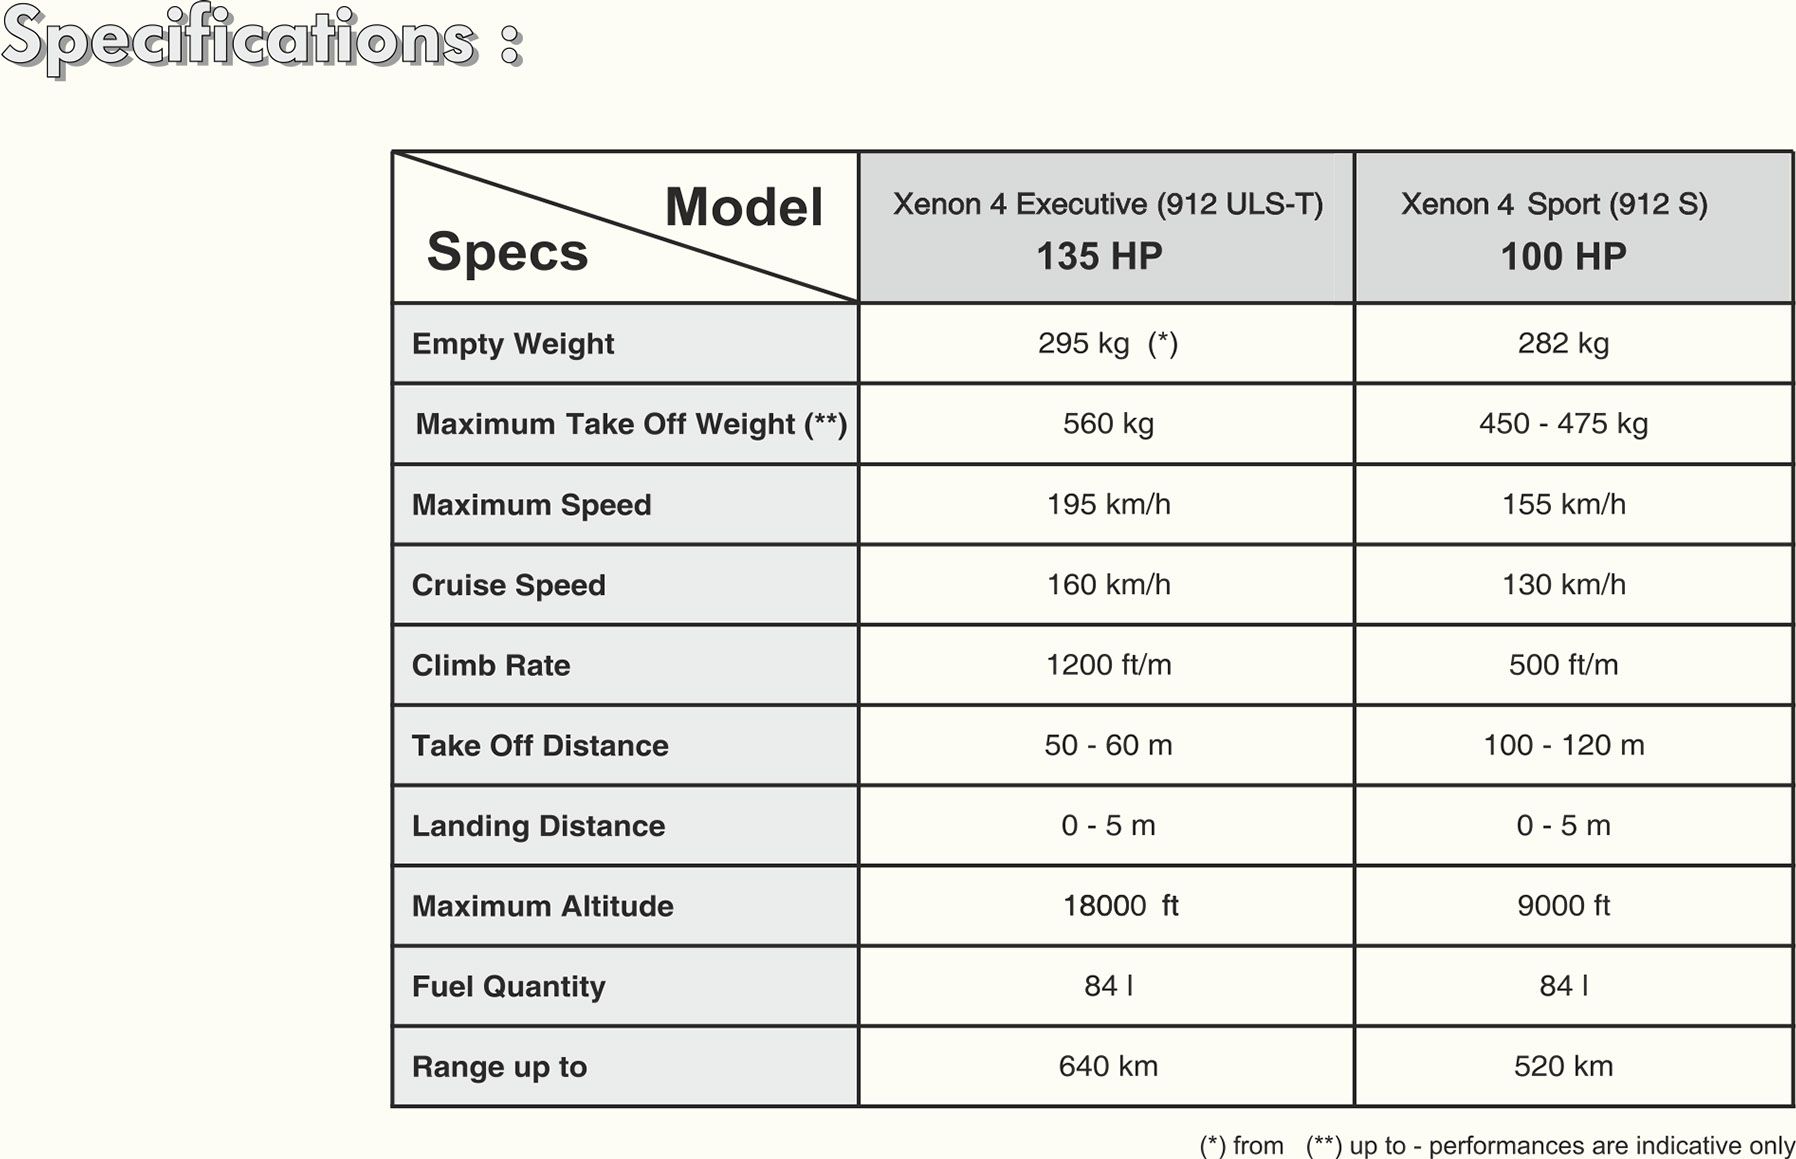 Specifications :
Model
Specs
Xenon 4 Executive (912 ULS-T) Xenon 4 Sport (912 S)
135 HP 100 HP
Empty Weight 295 kg (*) 282 kg
Maximum Take Off Weight (**) 560 kg 450 - 475 kg
Maximum Speed 195 km/h 155 km/h
Cruise Speed 160 km/h 130 km/h
Climb Rate 1200 ft/m 500 ft/m
Take Off Distance 50 - 60 m 100 - 120 m
Landing Distance 0 - 5 m 0 - 5 m
Maximum Altitude 18000 ft 9000 ft
Fuel Quantity 84 l 84 l
Range up to 640 km 520 km
(*) from (**) up to - performances are indicative only